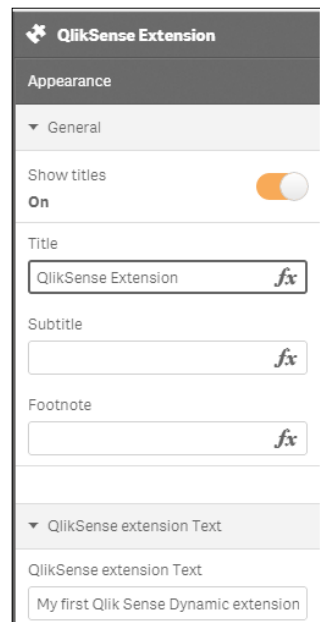 QlikSense Extension
Appearance
General
Show titles
On
Title
QlikSense Extension fx
Subtitle
fx
Footnote
fx
QlikSense extension Text
QlikSense extension Text
My first Qlik Sense Dynamic extension